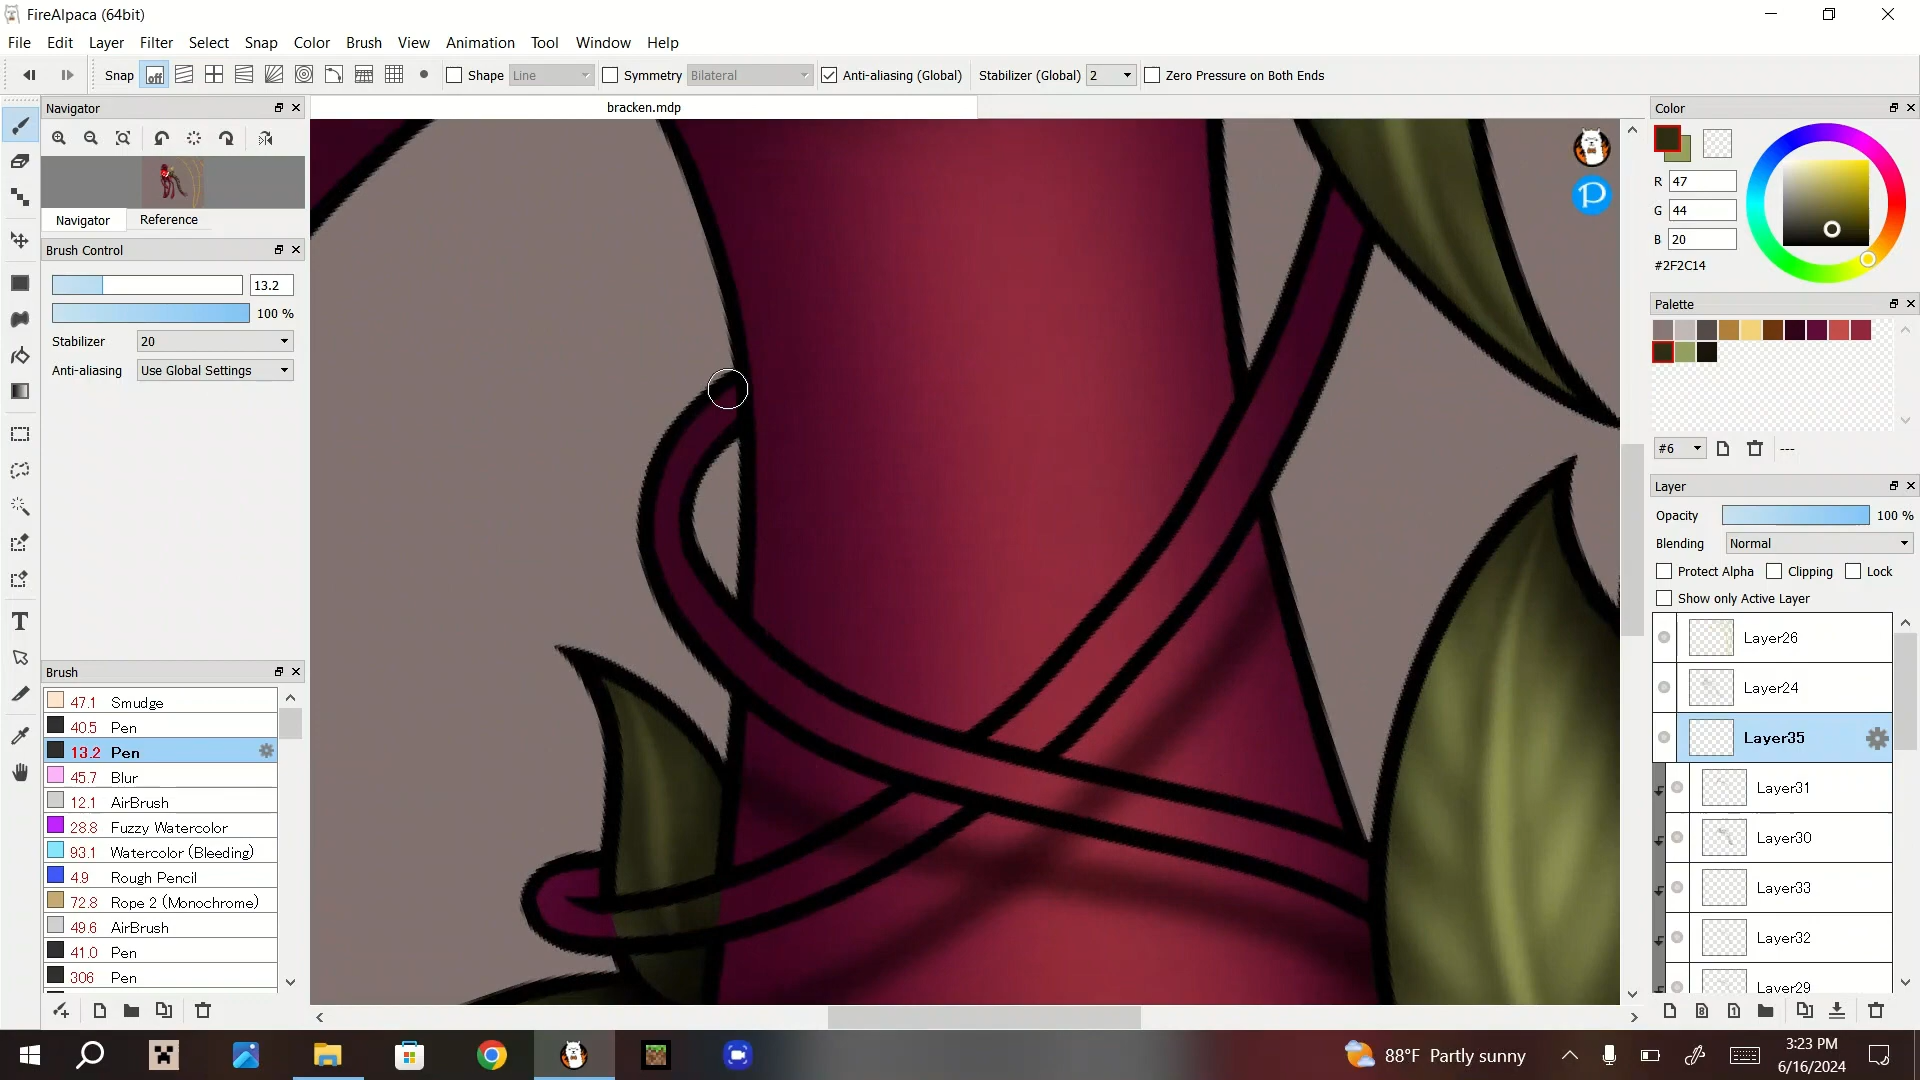 FireAlpaca (64bit)
File Edit Layer Filter Select Snap Color Brush View Animation Tool Window Help
Snap off Shape Line Symmetry Bilateral Anti-aliasing (Global) Stabilizer (Global) 2 Zero Pressure on Both Ends
Navigator
bracken.mdp
Navigator Reference
Brush Control
13.2
100 %
Stabilizer 20
Anti-aliasing Use Global Settings
Brush
47.1 Smudge
40.5 Pen
13.2 Pen
45.7 Blur
12.1 AirBrush
28.8 Fuzzy Watercolor
93.1 Watercolor (Bleeding)
4.9 Rough Pencil
72.8 Rope 2 (Monochrome)
49.6 AirBrush
41.0 Pen
306 Pen
Color
R 47
G 44
B 20
#2F2C14
Palette
#6 ---
Layer
Opacity 100 %
Blending Normal
Protect Alpha Clipping Lock
Show only Active Layer
Layer26
Layer24
Layer35
Layer31
Layer30
Layer33
Layer32
Layer29
88°F Partly sunny
3:23 PM
6/16/2024